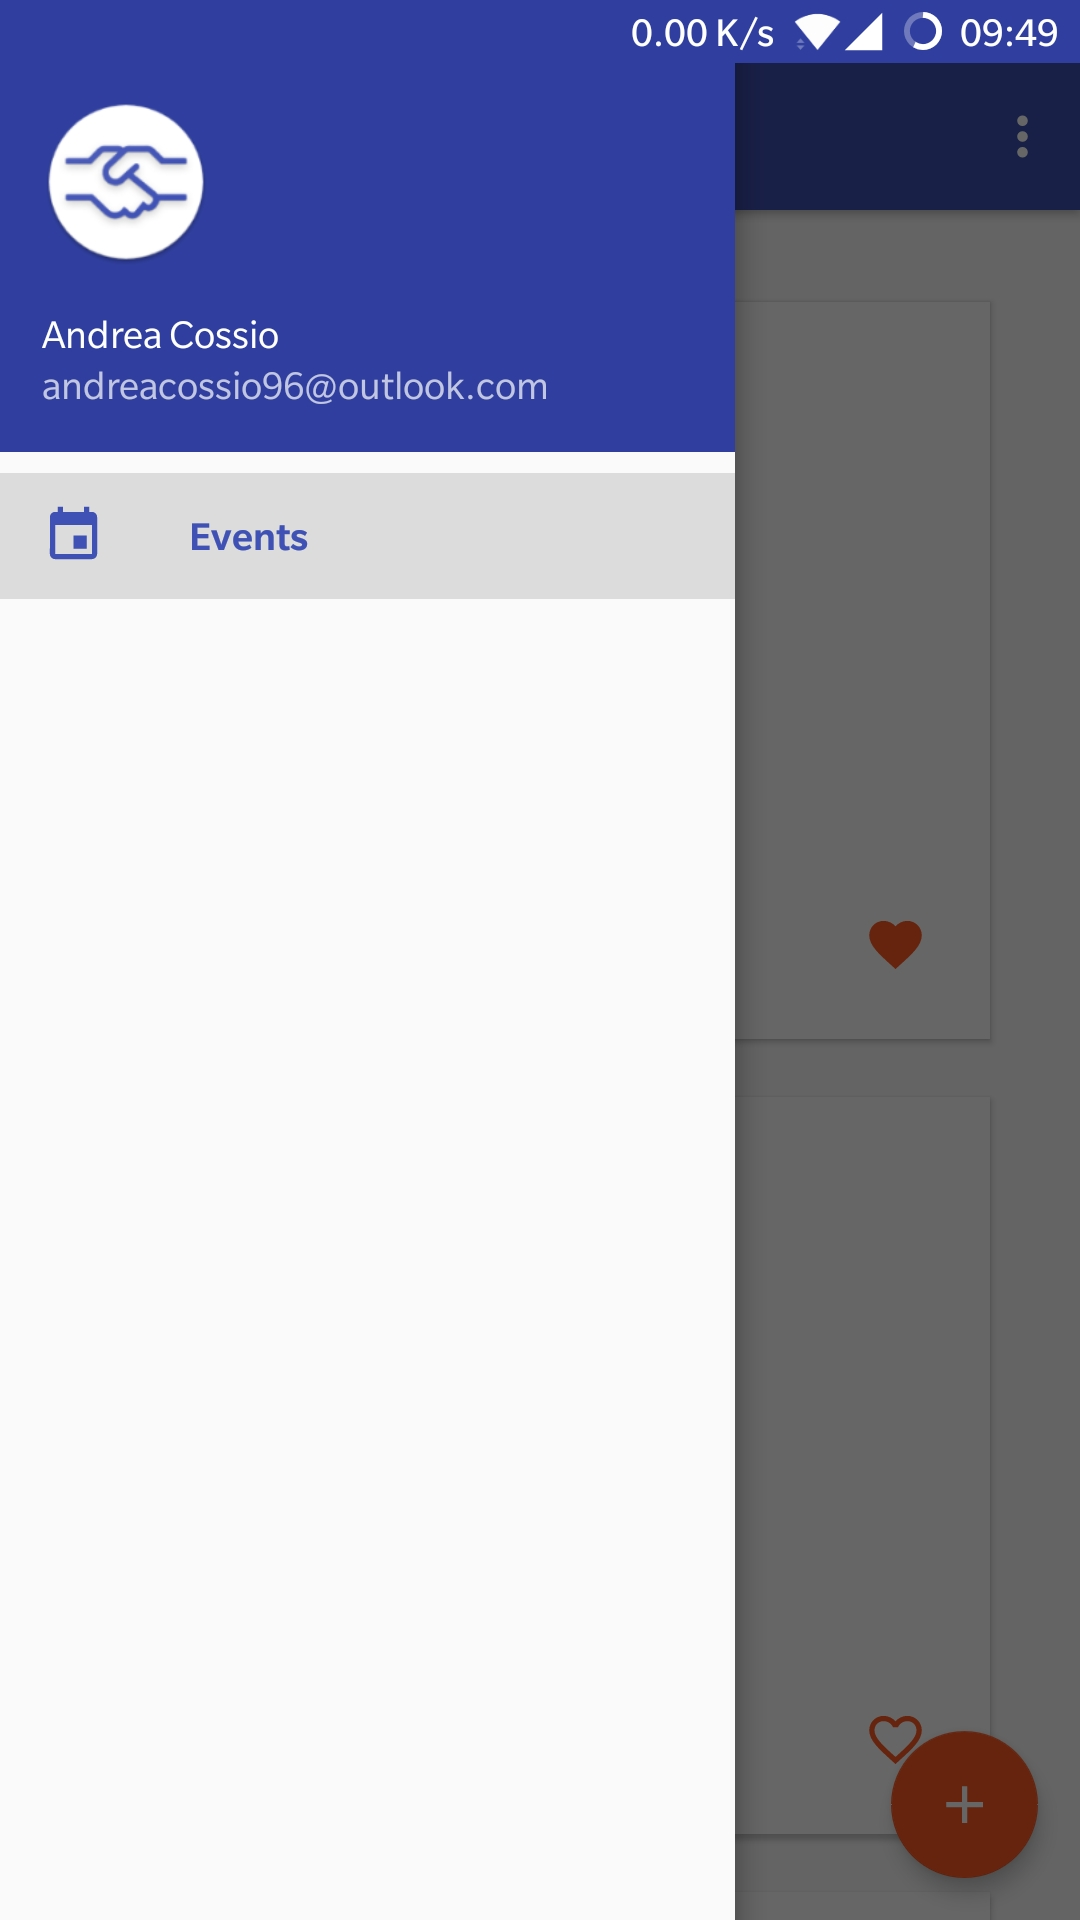 0.00 K/s 09:49
Andrea Cossio
andreacossio96@outlook.com
Events